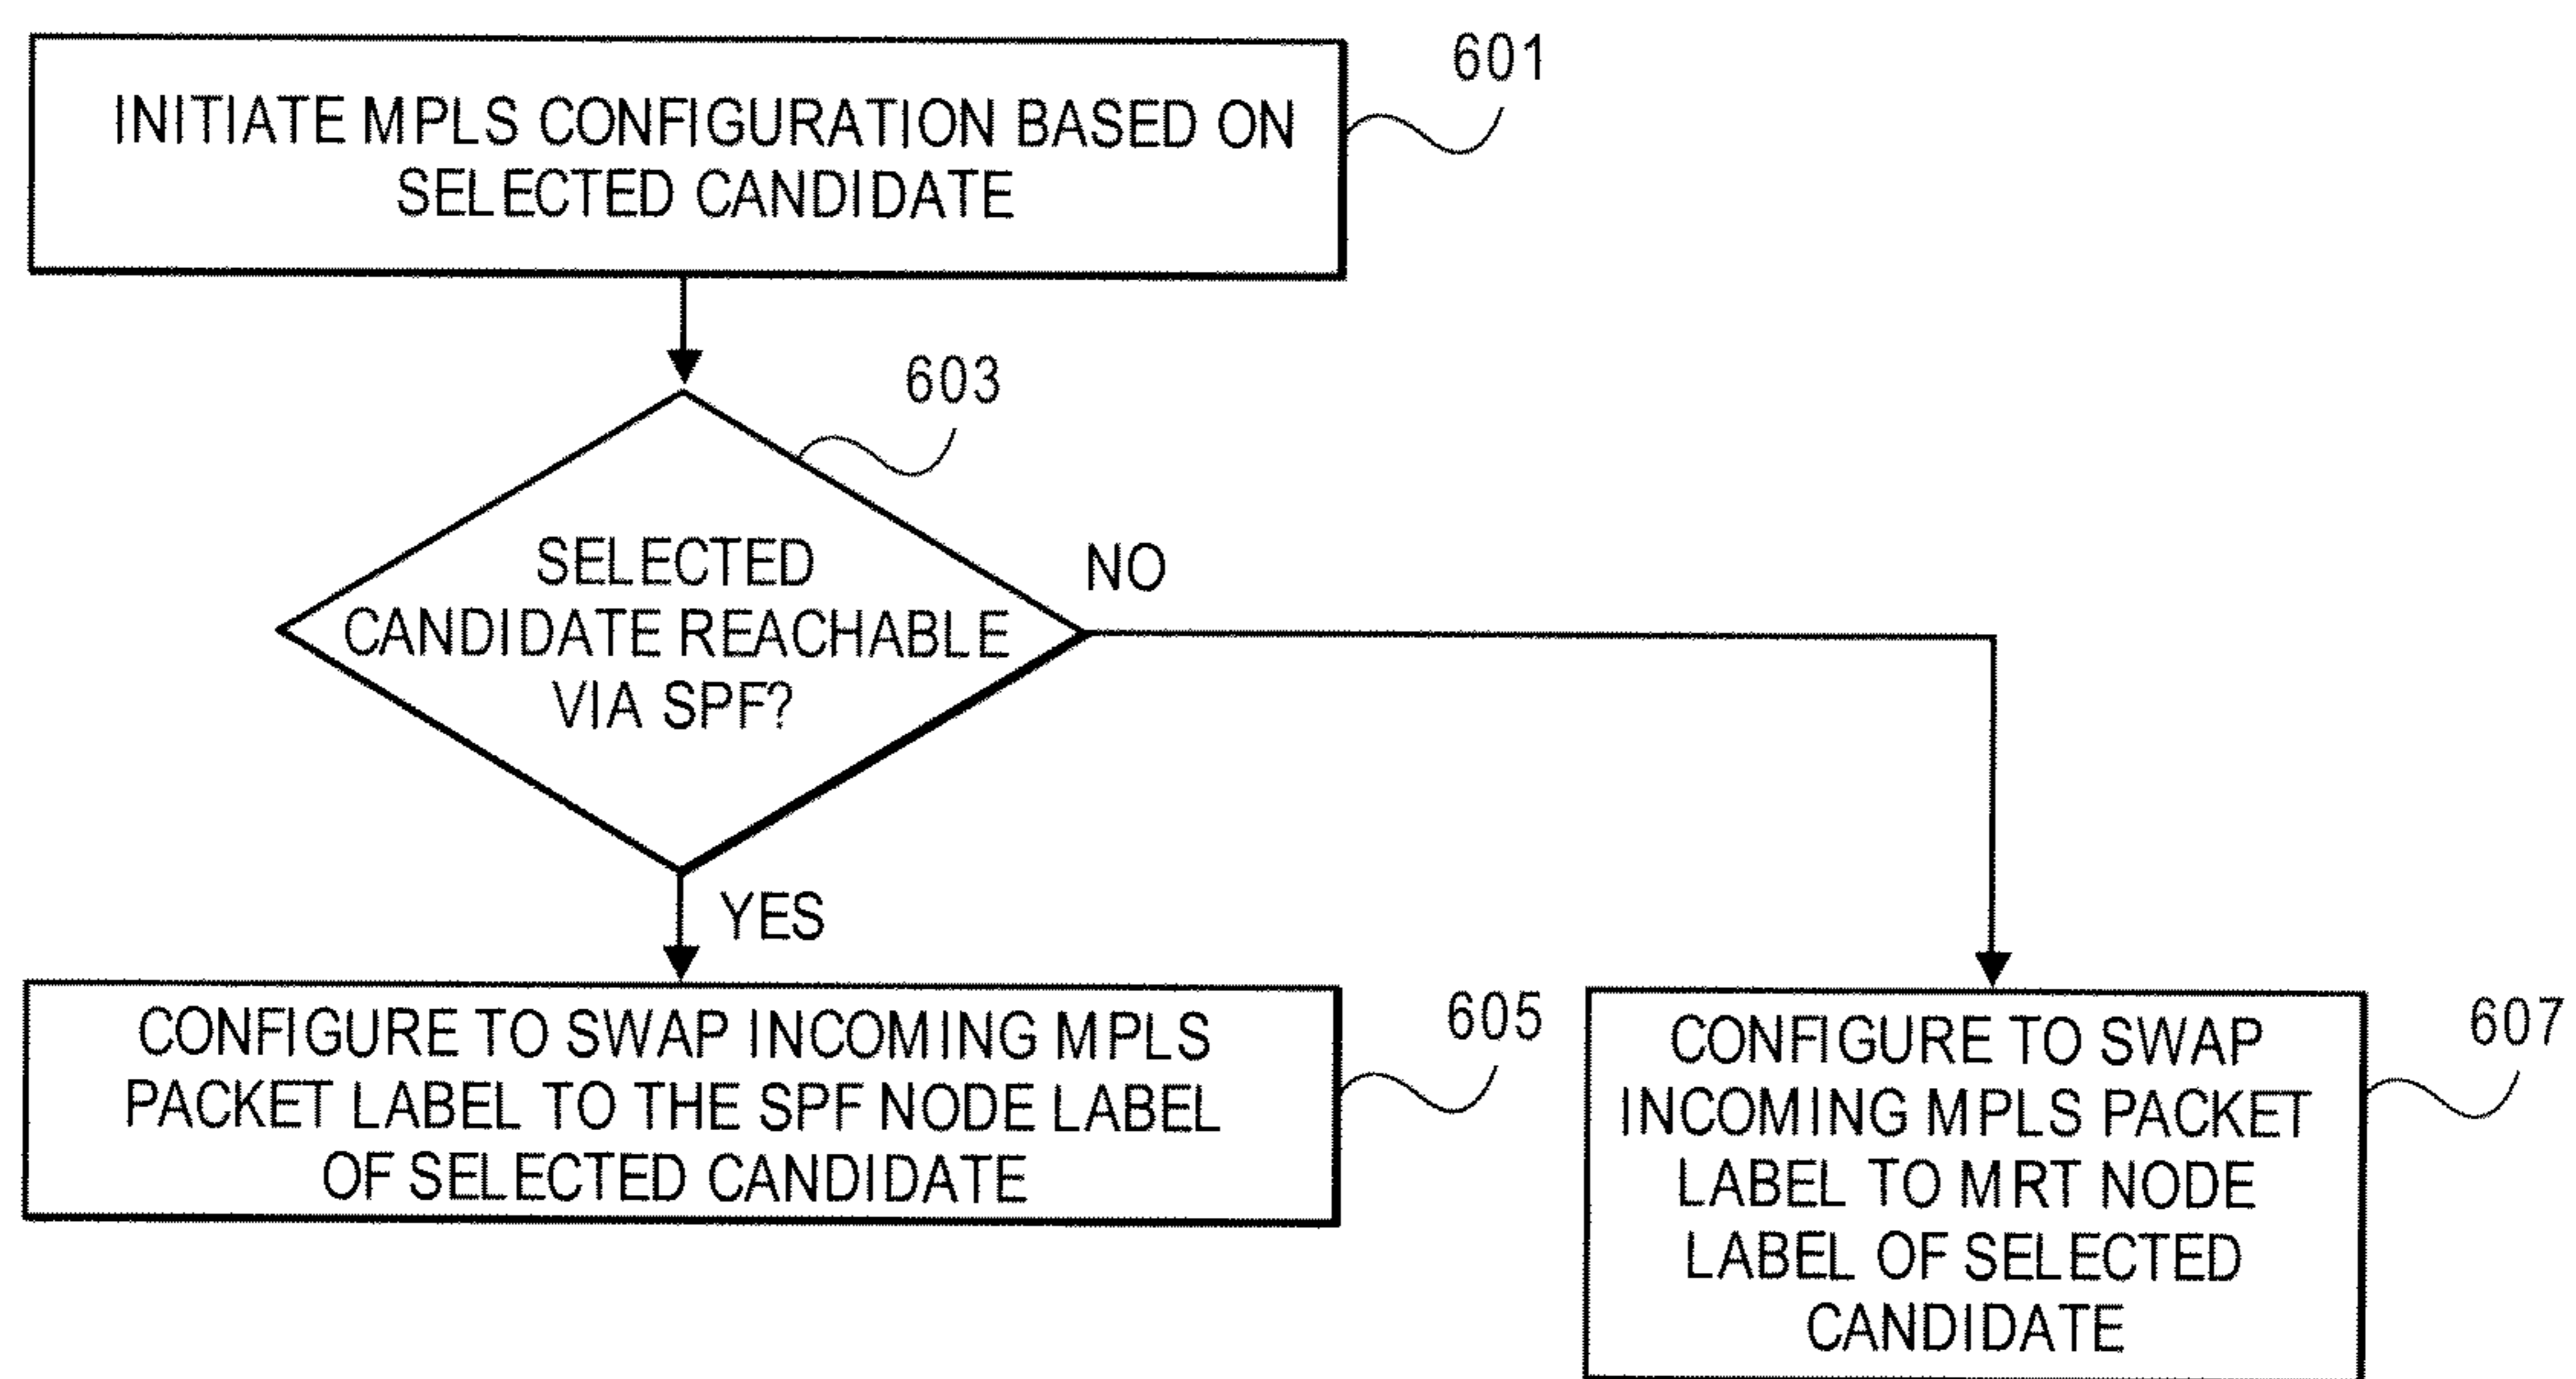 INITIATE MPLS CONFIGURATION BASED ON
SELECTED CANDIDATE
601
603
SELECTED
CANDIDATE REACHABLE
VIA SPF?
NO
YES
CONFIGURE TO SWAP INCOMING MPLS
PACKET LABEL TO THE SPF NODE LABEL
OF SELECTED CANDIDATE
605
CONFIGURE TO SWAP
INCOMING MPLS PACKET
LABEL TO MRT NODE
LABEL OF SELECTED
CANDIDATE
607